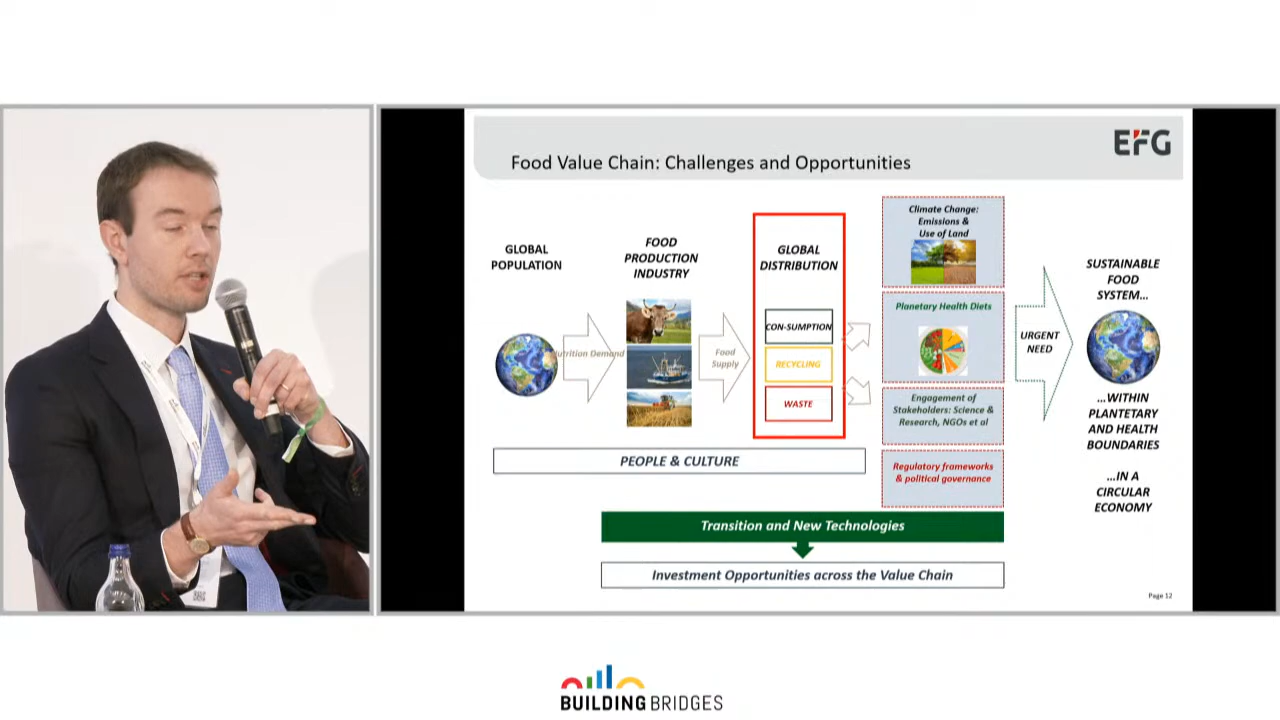 EFG
Food Value Chain: Challenges and Opportunities
GLOBAL
POPULATION
Nutrition Demand
FOOD
PRODUCTION
INDUSTRY
Food
Supply
GLOBAL
DISTRIBUTION
CON-SUMPTION
RECYCLING
WASTE
Climate Change:
Emissions &
Use of Land
Planetary Health Diets
Engagement of
Stakeholders: Science &
Research, NGOs et al
Regulatory frameworks
& political governance
URGENT
NEED
SUSTAINABLE
FOOD
SYSTEM...
...WITHIN
PLANTETARY
AND HEALTH
BOUNDARIES
...IN A
CIRCULAR
ECONOMY
PEOPLE & CULTURE
Transition and New Technologies
Investment Opportunities across the Value Chain
Page 12
BUILDING BRIDGES